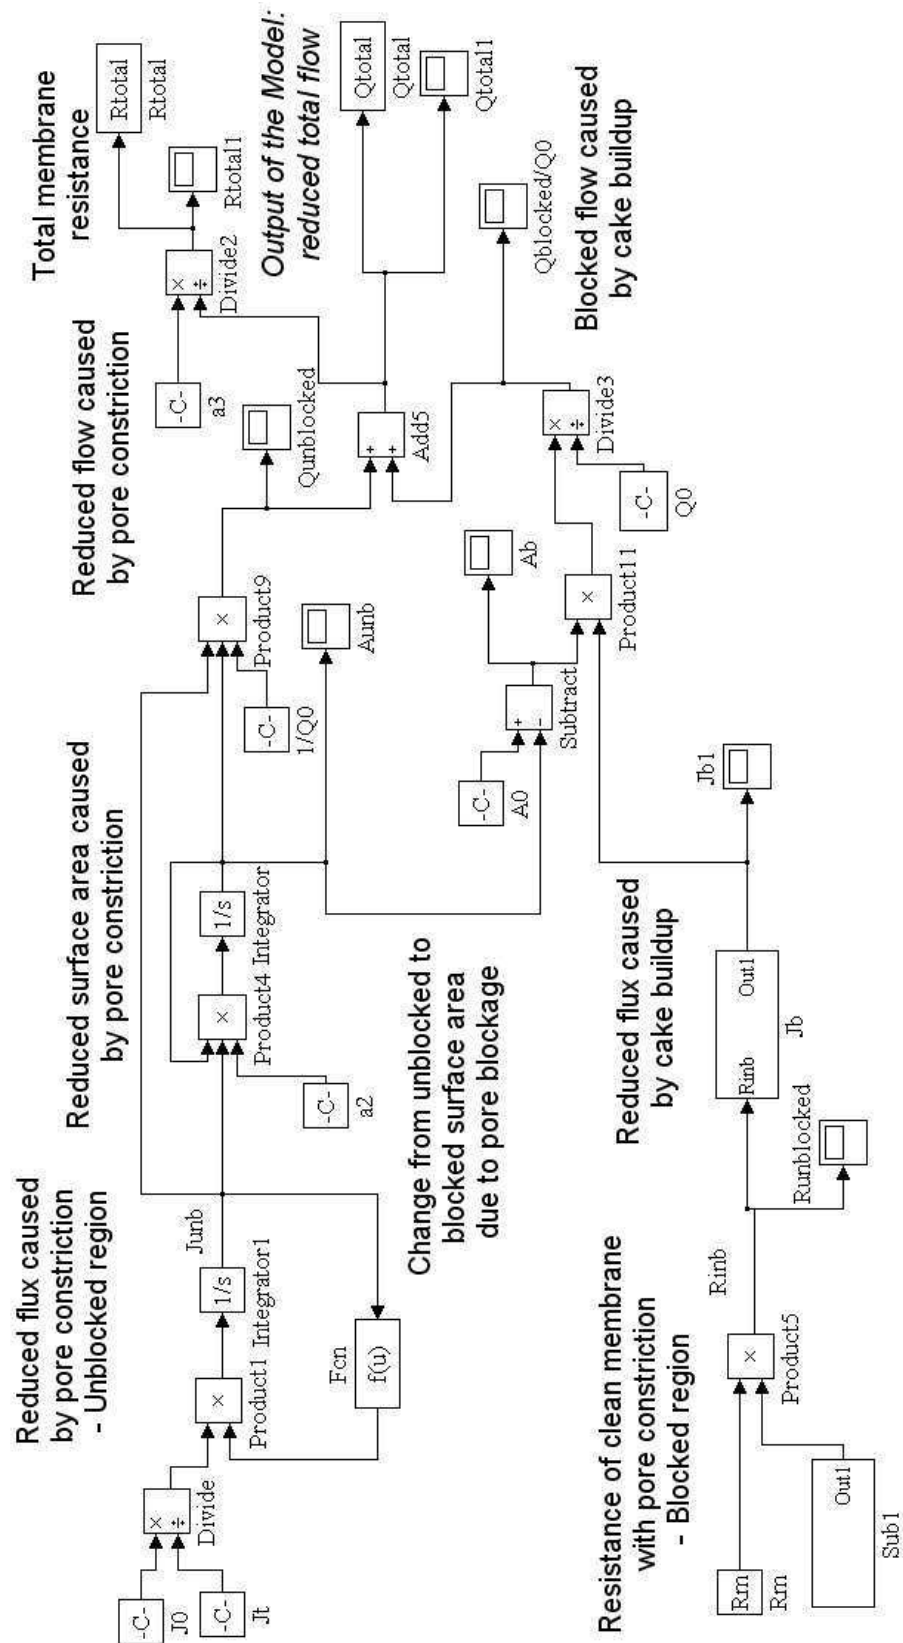 Reduced flux caused
by pore constriction
- Unblocked region
-C-
J0
-C-
Jt
×
÷
Divide
×
Product1
1/s
Integrator1
Junb
Fcn
f(u)
Reduced surface area caused
by pore constriction
×
Product4
-C-
a2
1/s
Integrator
Reduced flow caused
by pore constriction
×
Product9
-C-
1/Q0
Qunblocked
Aunb
Total membrane
resistance
-C-
a3
×
÷
Divide2
Rtotal
Rtotal
Rtotal1
Output of the Model:
reduced total flow
+
+
Add5
Qtotal
Qtotal
Qtotal1
Change from unblocked to
blocked surface area
due to pore blockage
-C-
A0
+
-
Subtract
Ab
×
Product11
-C-
Q0
×
÷
Divide3
Qblocked/Q0
Blocked flow caused
by cake buildup
Resistance of clean membrane
with pore constriction
- Blocked region
Rm
Rm
Out1
Sub1
×
Product5
Rinb
Runblocked
Reduced flux caused
by cake buildup
Rinb
Out1
Jb
Jb1